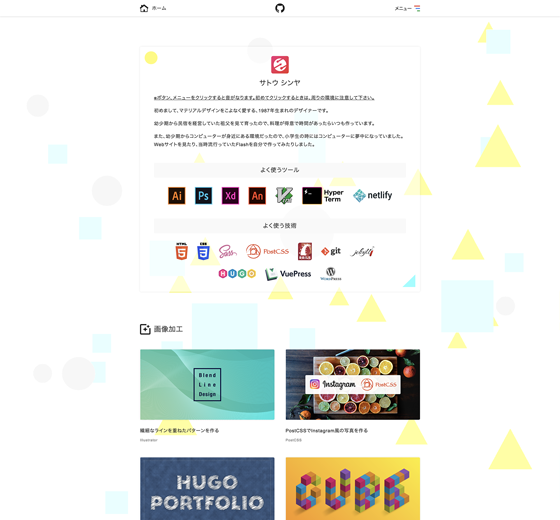 ホーム
メニュー
サトウ シンヤ
※ボタン、メニューをクリックすると音がなります。初めてクリックするときは、周りの環境に注意して下さい。
初めまして、マテリアルデザインをこよなく愛する、1987年生まれのデザイナーです。
幼少期から民宿を経営していた祖父を見て育ったので、料理が得意で時間があったらいつも作っています。
また、幼少期からコンピューターが身近にある環境だったので、小学生の時にはコンピューターに夢中になっていました。
Webサイトを見たり、当時流行っていたFlashを自分で作ってみたりしました。
よく使うツール
Ai Ps Xd An Vim Hyper Term netlify
よく使う技術
HTML 5 CSS 3 Sass PostCSS git jekyll
HUGO VuePress WordPress
画像加工
Blend Line Design
Instagram PostCSS
繊細なラインを重ねたパターンを作る
Illustrator
PostCSSでInstagram風の写真を作る
PostCSS
HUGO PORTFOLIO
CUBE